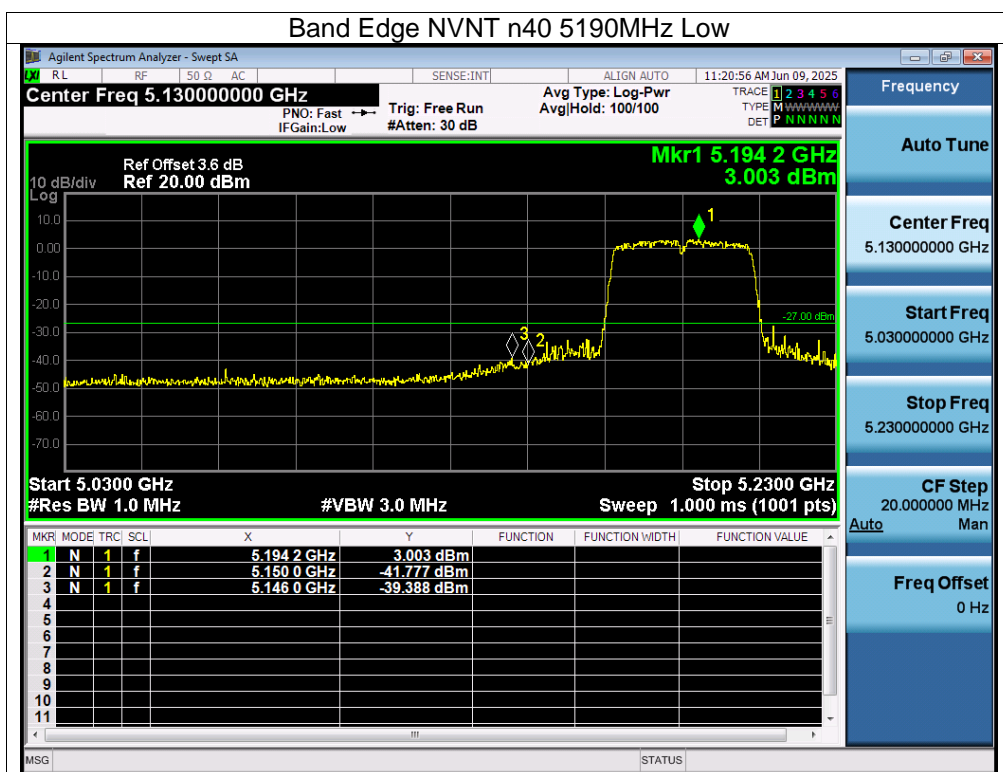 Band Edge NVNT n40 5190MHz Low
Agilent Spectrum Analyzer - Swept SA
LXI RL RF 50 Ω AC SENSE:INT ALIGN AUTO 11:20:56 AM Jun 09, 2025
Center Freq 5.130000000 GHz
PNO: Fast
IFGain:Low
Trig: Free Run
#Atten: 30 dB
Avg Type: Log-Pwr
Avg|Hold: 100/100
TRACE 1 2 3 4 5 6
TYPE M WWWWW
DET P N N N N N
Frequency
Auto Tune
Center Freq
5.130000000 GHz
Start Freq
5.030000000 GHz
Stop Freq
5.230000000 GHz
CF Step
20.000000 MHz
Auto Man
Freq Offset
0 Hz
Mkr1 5.194 2 GHz
3.003 dBm
Ref Offset 3.6 dB
10 dB/div Ref 20.00 dBm
Log
10.0
0.00
-10.0
-20.0
-30.0
-40.0
-50.0
-60.0
-70.0
1
-27.00 dBm
3
2
Start 5.0300 GHz Stop 5.2300 GHz
#Res BW 1.0 MHz #VBW 3.0 MHz Sweep 1.000 ms (1001 pts)
MKR MODE TRC SCL X Y FUNCTION FUNCTION WIDTH FUNCTION VALUE
1 N 1 f 5.194 2 GHz 3.003 dBm
2 N 1 f 5.150 0 GHz -41.777 dBm
3 N 1 f 5.146 0 GHz -39.388 dBm
4
5
6
7
8
9
10
11
MSG STATUS